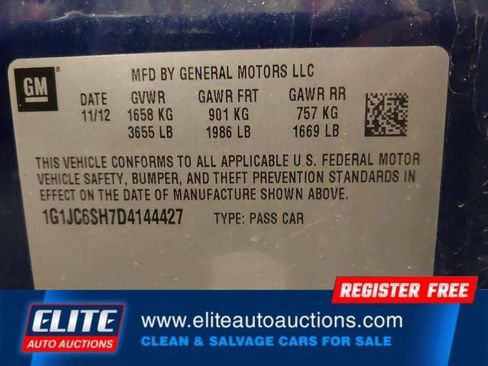 GM
MFD BY GENERAL MOTORS LLC
DATE GVWR GAWR FRT GAWR RR
11/12 1658 KG 901 KG 757 KG
3655 LB 1986 LB 1669 LB
THIS VEHICLE CONFORMS TO ALL APPLICABLE U.S. FEDERAL MOTOR
VEHICLE SAFETY, BUMPER, AND THEFT PREVENTION STANDARDS IN
EFFECT ON THE DATE OF MANUFACTURE SHOWN ABOVE.
1G1JC6SH7D4144427 TYPE: PASS CAR
REGISTER FREE
ELITE
AUTO AUCTIONS
www.eliteautoauctions.com
CLEAN & SALVAGE CARS FOR SALE